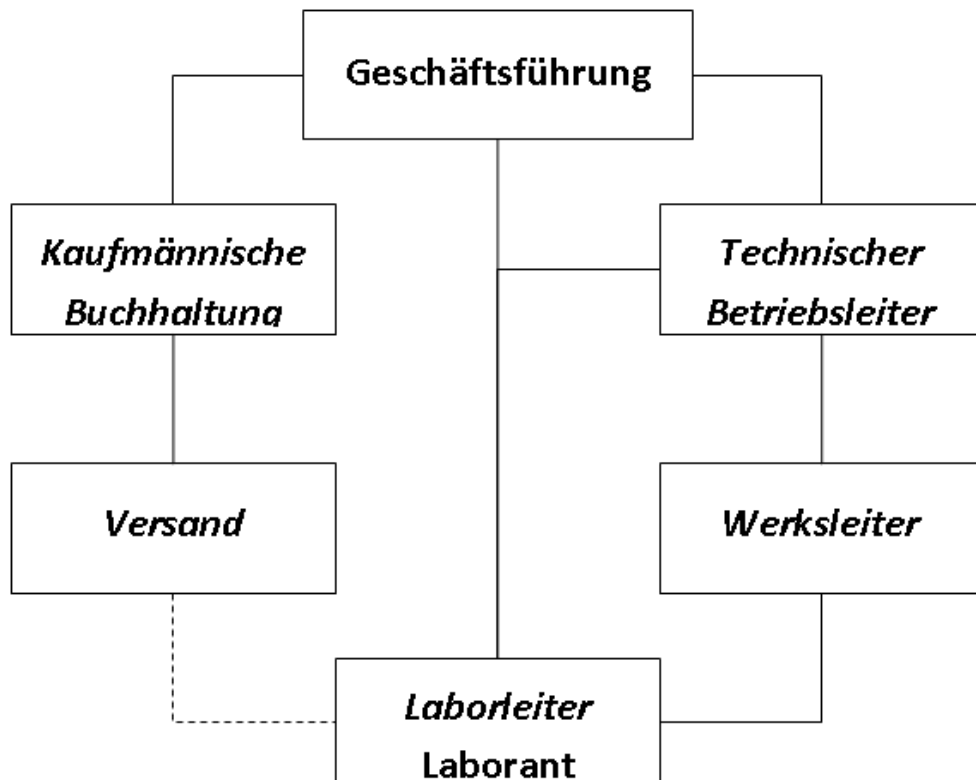 Geschäftsführung
Kaufmännische
Buchhaltung
Technischer
Betriebsleiter
Versand
Werksleiter
Laborleiter
Laborant